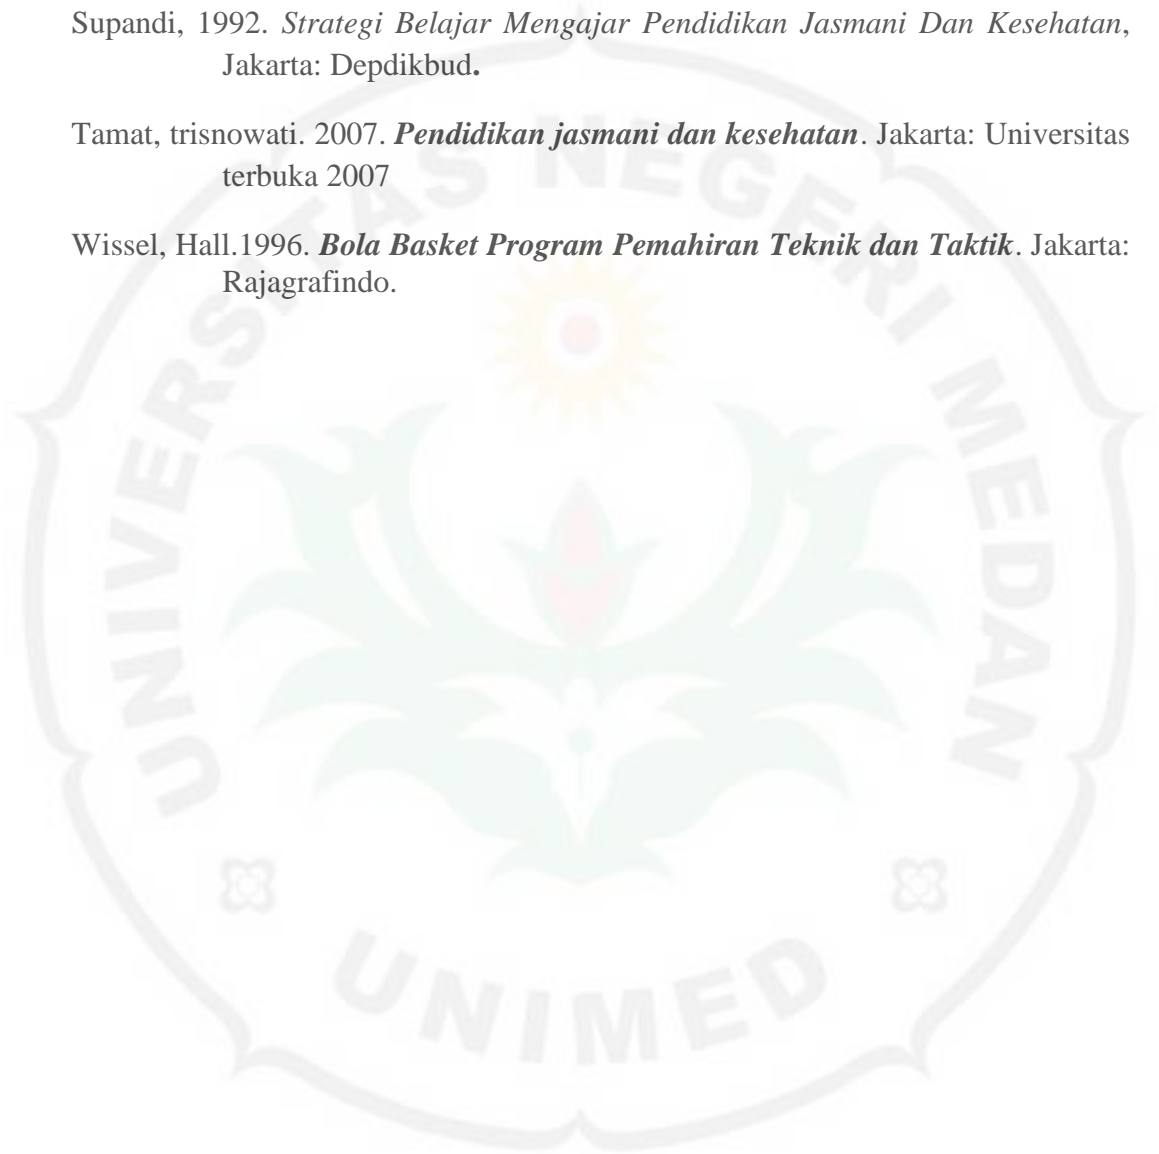 Supandi, 1992. Strategi Belajar Mengajar Pendidikan Jasmani Dan Kesehatan,
Jakarta: Depdikbud.
Tamat, trisnowati. 2007. Pendidikan jasmani dan kesehatan. Jakarta: Universitas
terbuka 2007
Wissel, Hall.1996. Bola Basket Program Pemahiran Teknik dan Taktik. Jakarta:
Rajagrafindo.
UNIVERSITAS NEGERI MEDAN
UNIMED